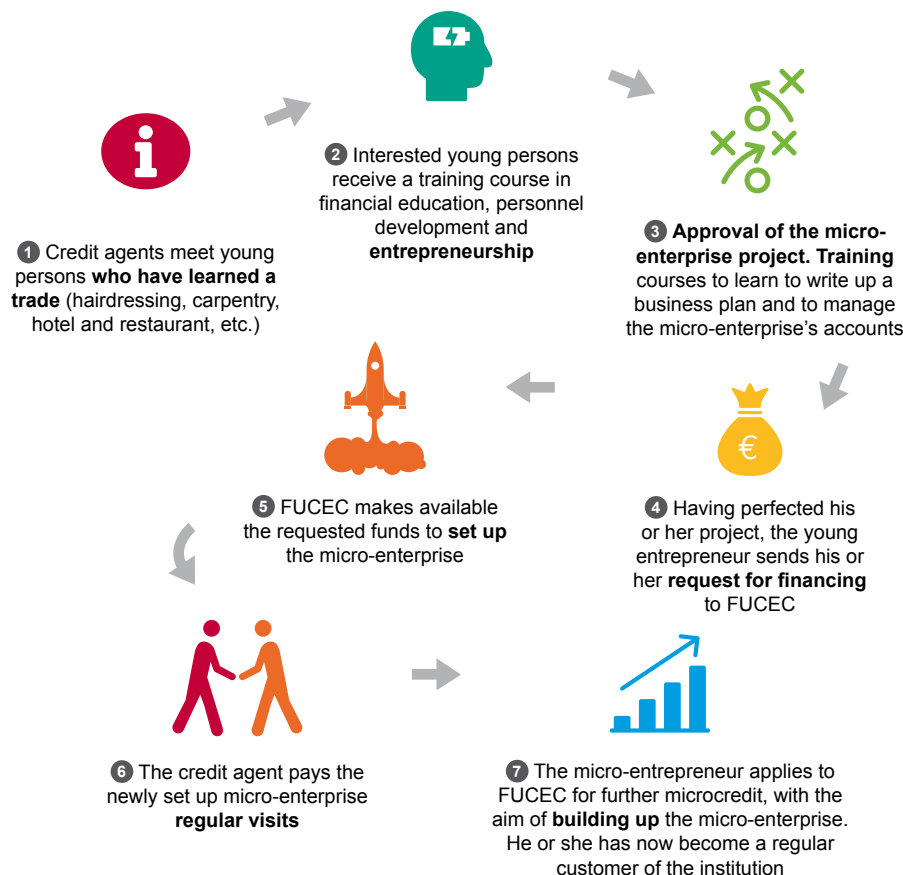 1 Credit agents meet young
persons who have learned a
trade (hairdressing, carpentry,
hotel and restaurant, etc.)
2 Interested young persons
receive a training course in
financial education, personnel
development and
entrepreneurship
3 Approval of the micro-
enterprise project. Training
courses to learn to write up a
business plan and to manage
the micro-enterprise’s accounts
€
4 Having perfected his
or her project, the young
entrepreneur sends his or
her request for financing
to FUCEC
5 FUCEC makes available
the requested funds to set up
the micro-enterprise
6 The credit agent pays the
newly set up micro-enterprise
regular visits
7 The micro-entrepreneur applies to
FUCEC for further microcredit, with the
aim of building up the micro-enterprise.
He or she has now become a regular
customer of the institution